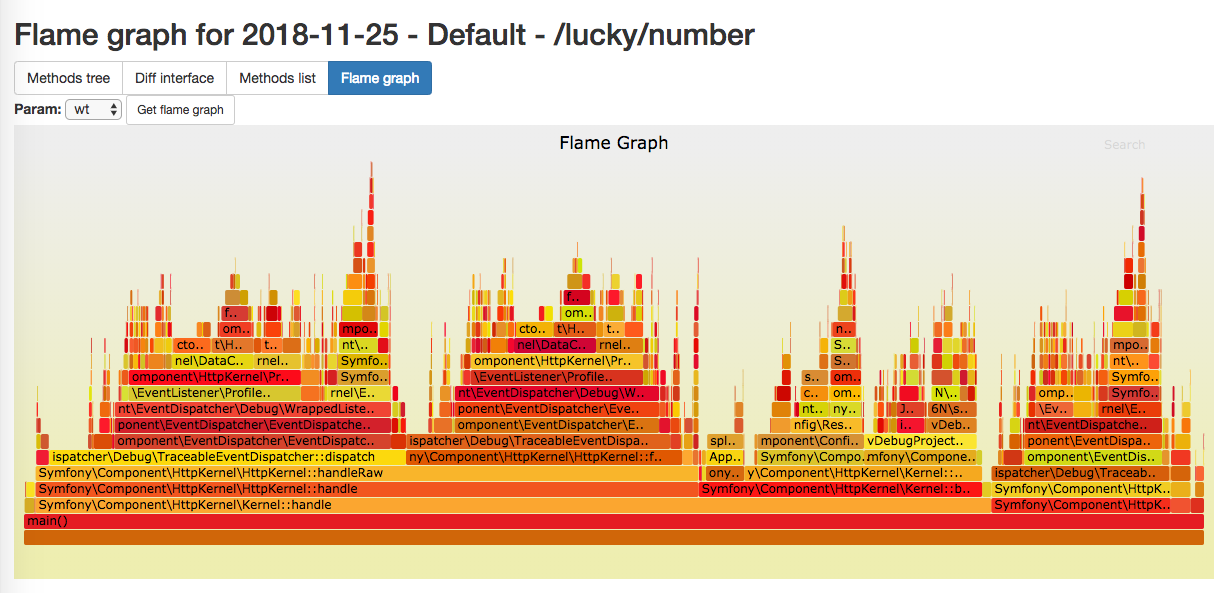 Flame graph for 2018-11-25 - Default - /lucky/number
Methods tree Diff interface Methods list Flame graph
Param: wt Get flame graph
Flame Graph
Search
f.. f..
om.. om..
om.. mpo.. cto.. t\H.. t.. n..
cto.. t\H.. t.. nt\.. nel\DataC.. rnel.. S.. mpo..
nel\DataC.. rnel.. Symfo.. omponent\HttpKernel\Pr.. S.. nt\..
omponent\HttpKernel\Pr.. Symfo.. \EventListener\Profile.. s.. om.. Symfo..
\EventListener\Profile.. rnel\E.. nt\EventDispatcher\Debug\W.. c.. om.. N\.. omp.. Symfo..
nt\EventDispatcher\Debug\WrappedListe.. ponent\EventDispatcher\Eve.. nt.. ny.. J.. 6N\y.. \Ev.. rnel\E..
ponent\EventDispatcher\EventDispatche.. omponent\EventDispatcher\E.. nfig\Res.. i.. vDeb.. nt\Eventdispatche..
omponent\EventDispatcher\EventDispatc.. ispatcher\Debug\TraceableEventDispa.. spl.. mponent\Confi.. vDebugProject.. ponent\EventDispa..
ispatcher\Debug\TraceableEventDispatcher::dispatch ny\Component\HttpKernel\HttpKernel::f.. App.. Symfony\Compo.. mfony\Compone.. omponent\EventDis..
Symfony\Component\HttpKernel\HttpKernel::handleRaw ony.. y\Component\HttpKernel\Kernel::.. ispatcher\Debug\Traceab..
Symfony\Component\HttpKernel\HttpKernel::handle Symfony\Component\HttpKernel\Kernel::b.. Symfony\Component\HttpK..
Symfony\Component\HttpKernel\Kernel::handle Symfony\Component\HttpK..
main()